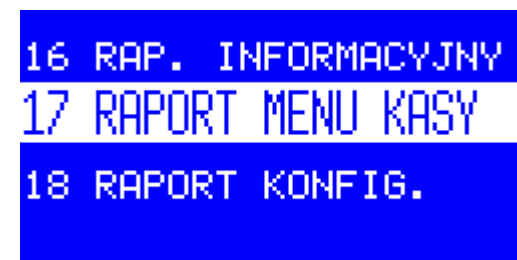 16 RAP. INFORMACYJNY
17 RAPORT MENU KASY
18 RAPORT KONFIG.